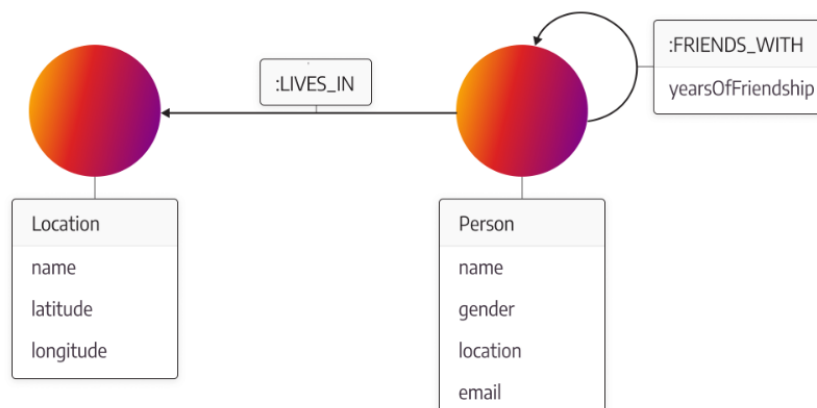 :FRIENDS_WITH
yearsOfFriendship
:LIVES_IN
Location
name
latitude
longitude
Person
name
gender
location
email